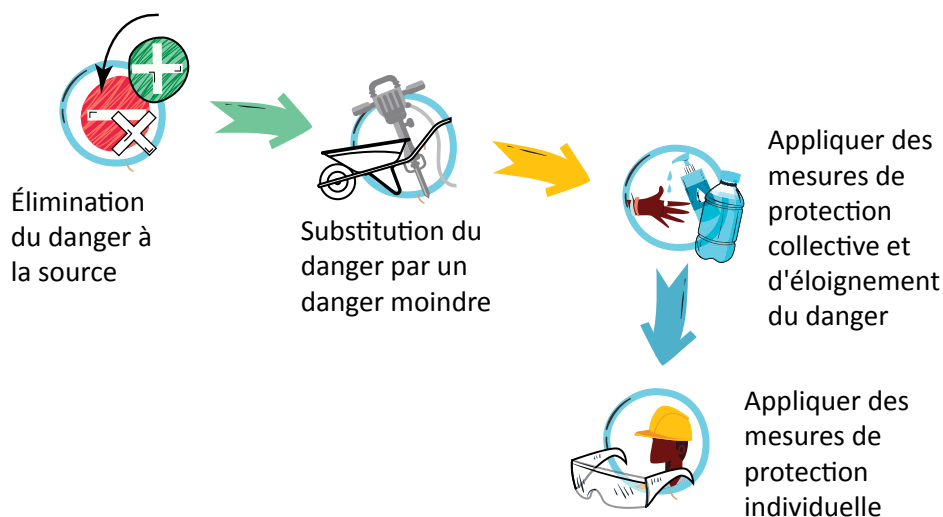 Élimination
du danger à
la source
Substitution du
danger par un
danger moindre
Appliquer des
mesures de
protection
collective et
d'éloignement
du danger
Appliquer des
mesures de
protection
individuelle